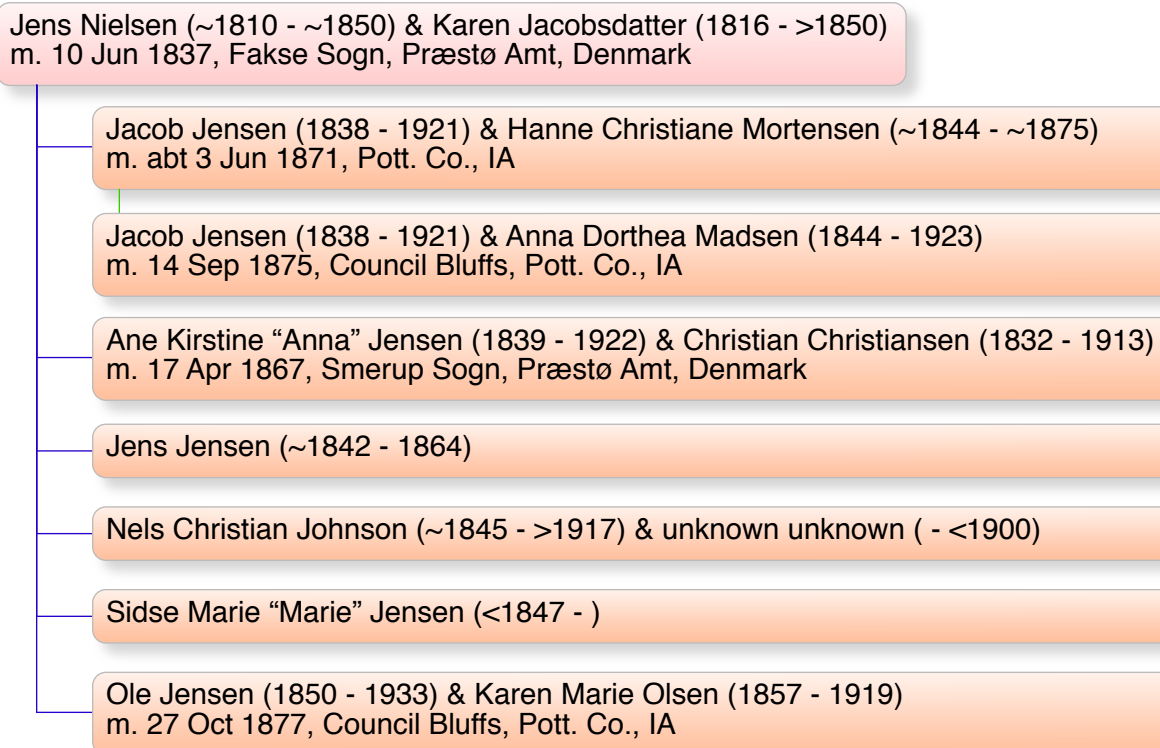 Jens Nielsen (~1810 - ~1850) & Karen Jacobsdatter (1816 - >1850)
m. 10 Jun 1837, Fakse Sogn, Præstø Amt, Denmark
Jacob Jensen (1838 - 1921) & Hanne Christiane Mortensen (~1844 - ~1875)
m. abt 3 Jun 1871, Pott. Co., IA
Jacob Jensen (1838 - 1921) & Anna Dorthea Madsen (1844 - 1923)
m. 14 Sep 1875, Council Bluffs, Pott. Co., IA
Ane Kirstine “Anna” Jensen (1839 - 1922) & Christian Christiansen (1832 - 1913)
m. 17 Apr 1867, Smerup Sogn, Præstø Amt, Denmark
Jens Jensen (~1842 - 1864)
Nels Christian Johnson (~1845 - >1917) & unknown unknown ( - <1900)
Sidse Marie “Marie” Jensen (<1847 - )
Ole Jensen (1850 - 1933) & Karen Marie Olsen (1857 - 1919)
m. 27 Oct 1877, Council Bluffs, Pott. Co., IA